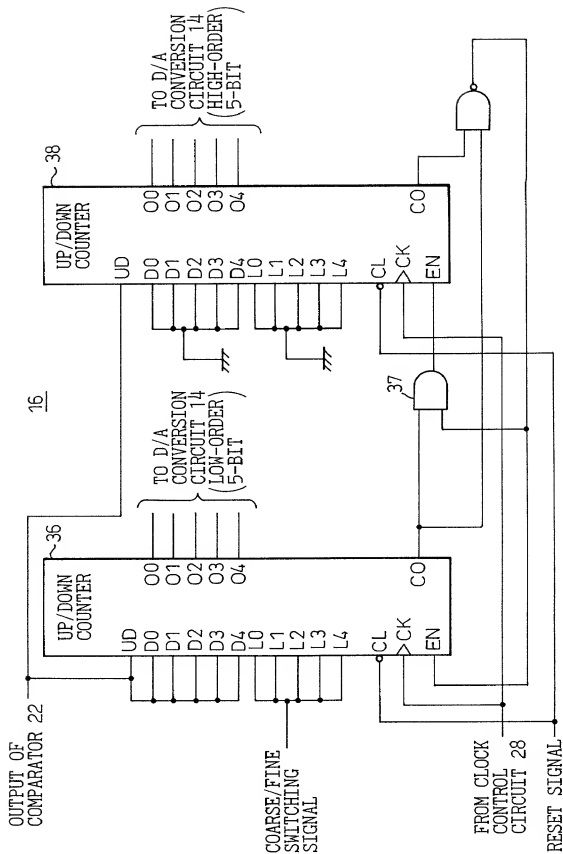 16
OUTPUT OF
COMPARATOR 22
36
UP/DOWN
COUNTER
UD
D0
D1
D2
D3
D4
L0
L1
L2
L3
L4
CL
CK
EN
O0
O1
O2
O3
O4
CO
TO D/A
CONVERSION
CIRCUIT 14
(LOW-ORDER
5-BIT)
COARSE/FINE
SWITCHING
SIGNAL
FROM CLOCK
CONTROL
CIRCUIT 28
RESET SIGNAL
37
38
UP/DOWN
COUNTER
UD
D0
D1
D2
D3
D4
L0
L1
L2
L3
L4
CL
CK
EN
O0
O1
O2
O3
O4
CO
TO D/A
CONVERSION
CIRCUIT 14
(HIGH-ORDER
5-BIT)